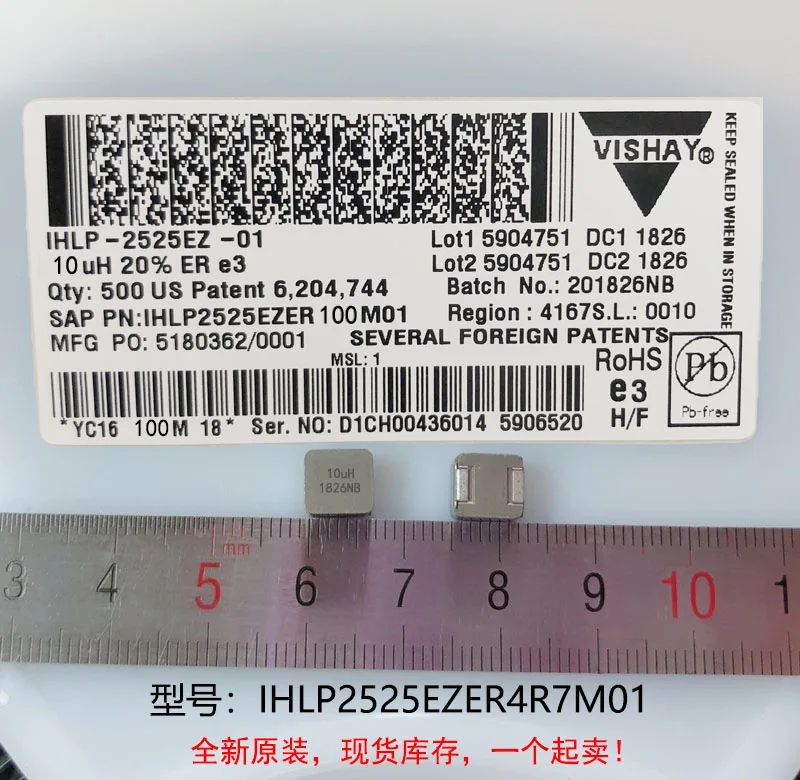 VISHAY®
KEEP SEALED WHEN IN STORAGE
IHLP-2525EZ -01
Lot1 5904751 DC1 1826
10uH 20% ER e3
Lot2 5904751 DC2 1826
Qty: 500 US Patent 6,204,744
Batch No.: 201826NB
SAP PN:IHLP2525EZER100M01
Region : 4167S.L.: 0010
MFG PO: 5180362/0001
SEVERAL FOREIGN PATENTS
MSL: 1
RoHS
e3
H/F
Pb
Pb-free
*YC16 100M 18* Ser. NO: D1CH00436014 5906520
10uH
1826NB
mm
3 4 5 6 7 8 9 10 1
型号：IHLP2525EZER4R7M01
全新原装，现货库存，一个起卖！